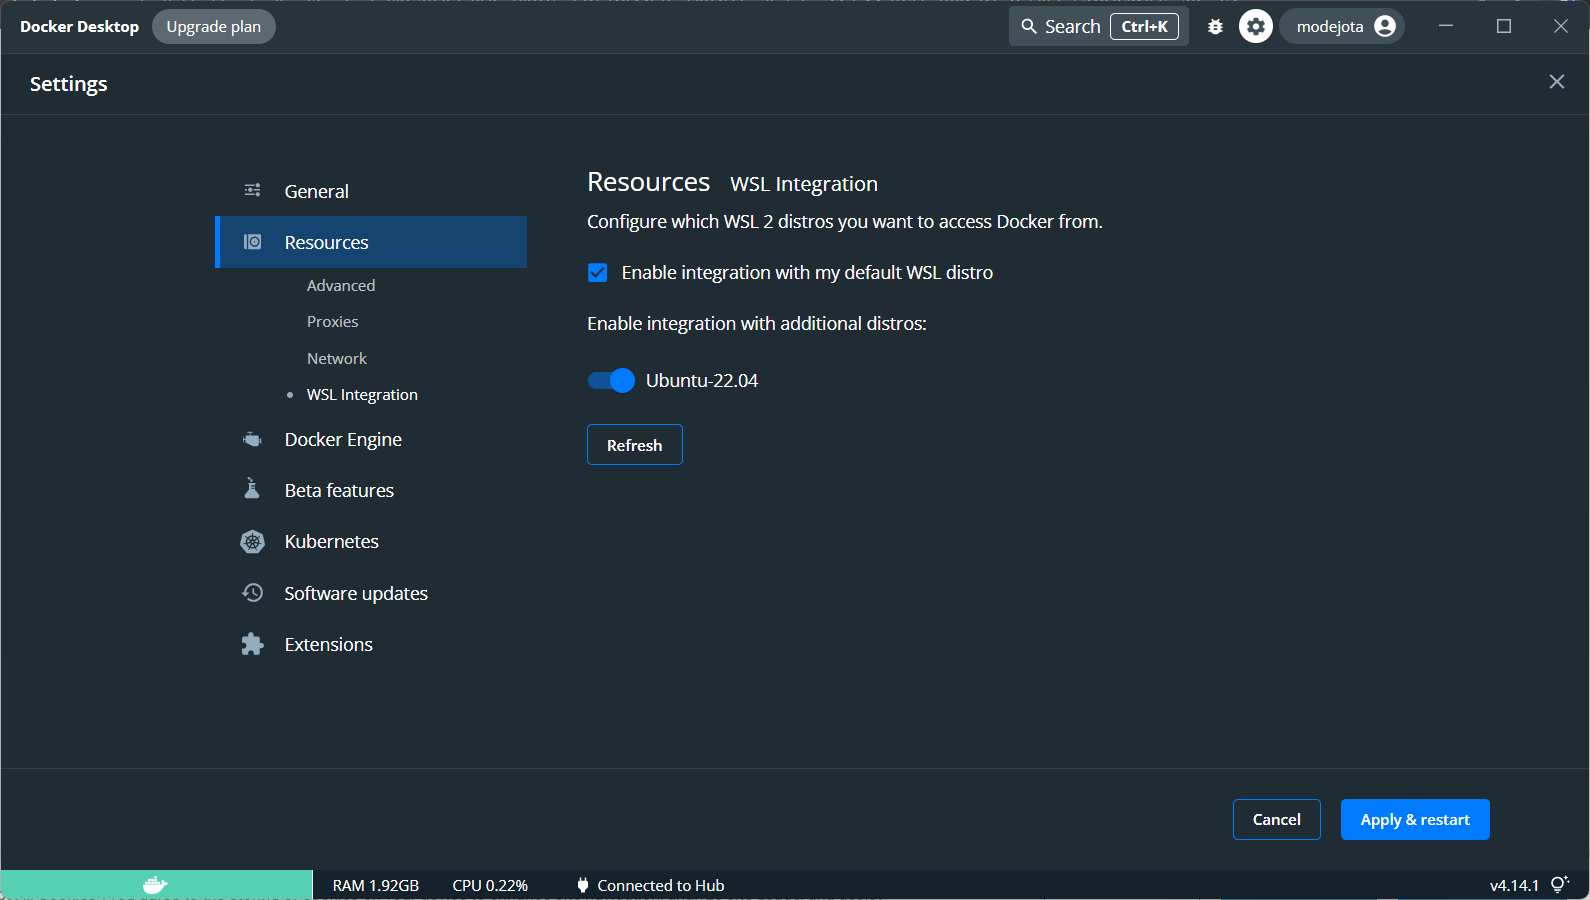 Docker Desktop Upgrade plan Search Ctrl+K modejota
Settings
General
Resources
Advanced
Proxies
Network
WSL Integration
Docker Engine
Beta features
Kubernetes
Software updates
Extensions
Resources WSL Integration
Configure which WSL 2 distros you want to access Docker from.
Enable integration with my default WSL distro
Enable integration with additional distros:
Ubuntu-22.04
Refresh
Cancel Apply & restart
RAM 1.92GB CPU 0.22% Connected to Hub v4.14.1